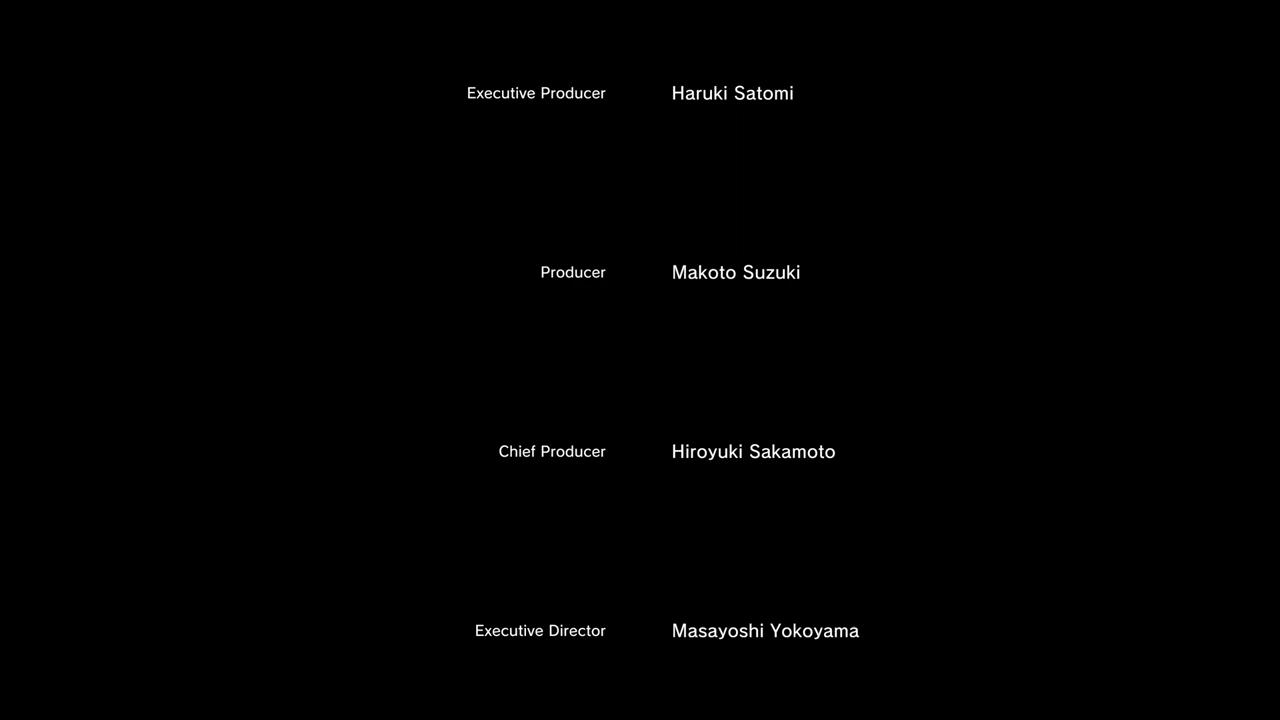 Executive Producer Haruki Satomi
Producer Makoto Suzuki
Chief Producer Hiroyuki Sakamoto
Executive Director Masayoshi Yokoyama